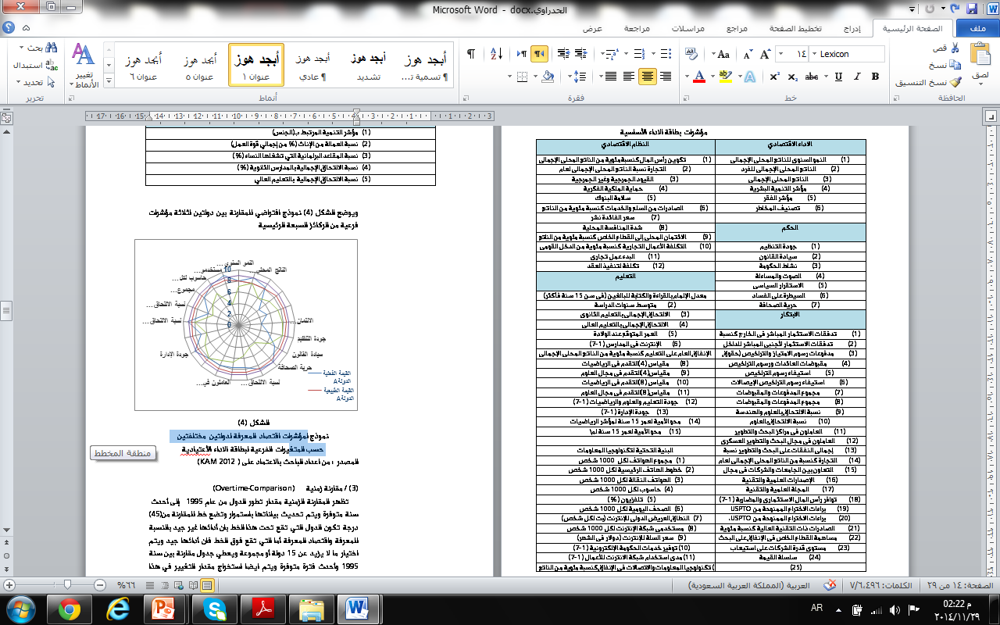 الجدراوي.docx - Microsoft Word
ملف
الصفحة الرئيسية
إدراج
تخطيط الصفحة
مراجع
مراسلات
مراجعة
عرض
لصق
قص
نسخ
نسخ التنسيق
الحافظة
Lexicon
١٤
خط
فقرة
أبجد هوز
تسمية ت...
أبجد هوز
تشديد
أبجد هوز
عادي
أبجد هوز
عنوان ١
أبجد هوز
عنوان ٥
أبجد هوز
عنوان ٦
تغيير الأنماط
أنماط
بحث
استبدال
تحديد
تحرير
مؤشرات بطاقة الاداء الأساسية
الاداء الاقتصادي
(1) النمو السنوي للناتج المحلي الإجمالي
(2) الناتج المحلي الإجمالي للفرد
(3) الناتج المحلي الإجمالي
(4) مؤشر التنمية البشرية
(5) مؤشر الفقر
(6) تصنيف المخاطر
الحكم
(1) جودة التنظيم
(2) سيادة القانون
(3) نشاط الحكومة
(4) الصوت والمساءلة
(5) الاستقرار السياسي
(6) السيطرة على الفساد
(7) حرية الصحافة
الابتكار
(1) تدفقات الاستثمار المباشر في الخارج كنسبة
(2) تدفقات الاستثمار لأجنبي المباشر للداخل
(3) مدفوعات رسوم الامتياز والتراخيص (حقوق
(4) مقبوضات العائدات ورسوم التراخيص
(5) استيفاء رسوم التراخيص
(6) استيفاء رسوم التراخيص الإيصالات
(7) مجموع المدفوعات والمقبوضات
(8) مجموع المدفوعات والمقبوضات
(9) نسبة الالتحاق بالعلوم والهندسة
(10) نسبة الالتحاق بالعلوم
(11) العاملون في مراكز البحث والتطوير
(12) العاملون في مجال البحث والتطوير العسكري
(13) إجمالي النفقات على البحث والتطوير نسبة
(14) التجارة كنسبة من الناتج المحلي الإجمالي لعام
(15) التعاون بين الجامعات والشركات في مجال
(16) الإصدارات العلمية والتقنية
(17) المجلة العلمية والتقنية
(18) توافر رأس المال الاستثماري والمضاربة (1-7)
(19) براءات الاختراع الممنوحة من USPTO
(20) براءات الاختراع الممنوحة من USPTO،
(21) الصادرات ذات التقنية العالية كنسبة مئوية
(22) مساهمة القطاع الخاص في الإنفاق على البحث
(23) مستوى قدرة الشركات على استيعاب
(24) سلسلة القيمة
(25)
النظام الاقتصادي
(1) تكوين رأس المال كنسبة مئوية من الناتج المحلي الإجمالي
(2) التجارة نسبة الناتج المحلي الإجمالي لعام
(3) القيود الجمركية وغير الجمركية
(4) حماية الملكية الفكرية
(5) سلامة البنوك
(6) الصادرات من السلع والخدمات كنسبة مئوية من الناتج
(7) سعر الفائدة نشر
(8) شدة المنافسة المحلية
(9) الائتمان المحلي إلى القطاع الخاص كنسبة مئوية من الناتج
(10) التكلفة الأعمال التجارية كنسبة مئوية من الدخل القومي
(11) البدء عمل تجاري
(12) تكلفة لتنفيذ العقد
التعليم
معدل الإلمام بالقراءة والكتابة للبالغين (في سن 15 سنة فأكثر)
(2) متوسط سنوات الدراسة
(3) الالتحاق الإجمالي بالتعليم الثانوي
(4) الالتحاق الإجمالي بالتعليم العالي
(5) العمر المتوقع عند الولادة
(6) الإنترنت في المدارس (1-7)
الإنفاق العام على التعليم كنسبة مئوية من الناتج المحلي الإجمالي
(8) مقياس (4)التقدم في الرياضيات
(9) مقياس(4)التقدم في مجال العلوم
(10) مقياس (8)التقدم في الرياضيات
(11) مقياس(8)التقدم في مجال العلوم
(12) جودة التعليم والعلوم والرياضيات (1-7)
(13) جودة الإدارة (1-7)
(14) محو الأمية لعمر 15 سنة لمؤشر الرياضيات
(15) محو الأمية لعمر 15 سنة لم\
البنية التحتية لتكنولوجيا المعلومات
(1) مجموع الهواتف لكل 1000 شخص
(2) خطوط الهاتف الرئيسية لكل 1000 شخص
(3) الهواتف النقالة لكل 1000 شخص
(4) حاسوب لكل 1000 شخص
(5) تلفزيون (%)
(6) الصحف اليومية لكل 1000 شخص
(7) النطاق العريض الدولي للإنترنت (بت لكل شخص)
(8) مستخدمي شبكة الإنترنت لكل 1000 شخص
(9) سعر السلة للإنترنت (دولار في الشهر)
(10) توفير خدمات الحكومة الإلكترونية (1-7)
(11) مدى استخدام شبكة الانترنت للأعمال (1-7)
) تكنولوجيا المعلومات والاتصالات في الإنفاق كنسبة مئوية من الناتج
(1) مؤشر التنمية المرتبط بـ(الجنس)
(2) نسبة العمالة من الإناث (% من إجمالي قوة العمل)
(3) نسبة المقاعد البرلمانية التي تشغلها النساء (%)
(4) نسبة الالتحاق الإجمالية بالمدارس الثانوية (%)
(5) نسبة الالتحاق الإجمالية بالتعليم العالي
ويوضح الشكل (4) نموذج افتراضي للمقارنة بين دولتين لثلاثة مؤشرات
فرعية من الركائز السبعة الرئيسية
النمو السنوي...
الناتج المحلي...
الائتمان...
جودة التنظيم
سيادة القانون
حرية الصحافة
نسبة الالتحاق...
العاملون في...
جودة الإدارة
نسبة الالتحاق...
نسبة الالتحاق...
مجموع...
حاسوب لكل...
مستخدمو...
10
8
6
4
2
0
القيمة الفعلية
الدولةA
القيمة الطبيعية
الدولةA
الشكل (4)
نموذج لمؤشرات اقتصاد المعرفة لدولتين مختلفتين
حسب المتغيرات الفرعية لبطاقة الاداء الأعتيادية
المصدر : من اعداد الباحث بالاعتماد على ( KAM 2012)
منطقة المخطط
(3) / مقارنة زمنية (Overtime-Comparison)
تظهر المقارنة الزمنية مقدار تطور الدول من عام 1995 إلى أحدث
سنة متوفرة ويتم تحديث بياناتها باستمرار وتضع خط للمقارنة من(45)
درجة تكون الدول التي تقع تحت هذا الخط بان أدائها غير جيد بالنسبة
للمعرفة واقتصاد المعرفة أما التي تقع فوق الخط فان أدائها جيد ويتم
اختيار ما لا يزيد عن 15 دولة أو مجموعة ويعطي جدول مقارنة بين سنة
1995 وأحدث فترة متوفرة ويتم ايضا استخراج مقدار التغيير في هذا
الصفحة: ١٤ من ٢٩
الكلمات: ٧/٦.٤٩٦
العربية (المملكة العربية السعودية)
٦٦%
AR
02:22 م
٢٠١٤/١١/٢٩